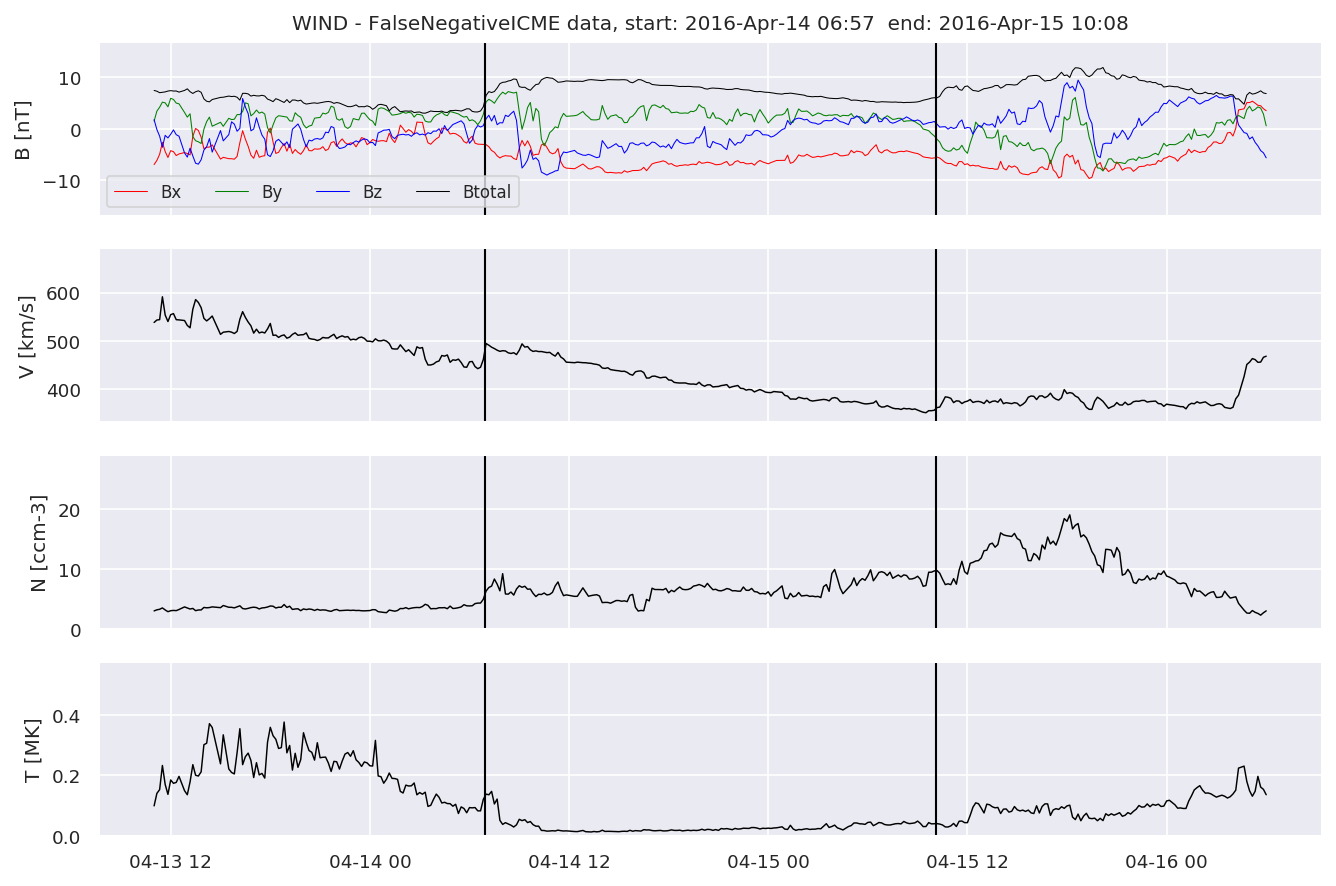 WIND - FalseNegativeICME data, start: 2016-Apr-14 06:57  end: 2016-Apr-15 10:08
B [nT]
10
0
−10
Bx By Bz Btotal
V [km/s]
600
500
400
N [ccm-3]
20
10
0
T [MK]
0.4
0.2
0.0
04-13 12 04-14 00 04-14 12 04-15 00 04-15 12 04-16 00